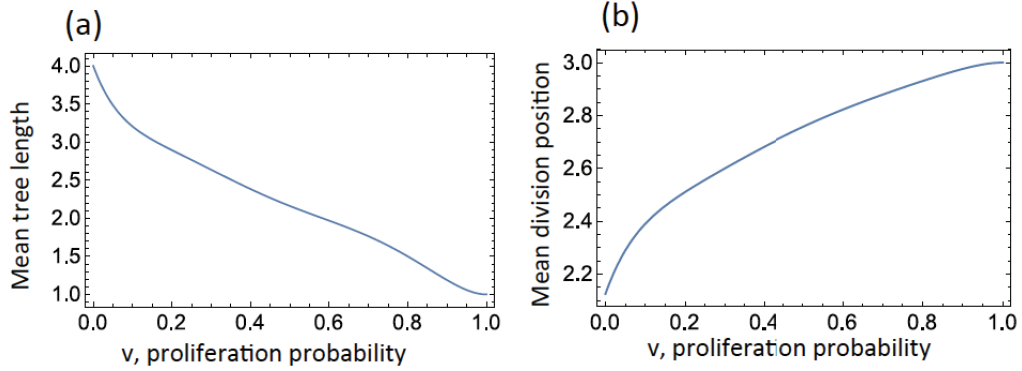 (a)
Mean tree length
4.0
3.5
3.0
2.5
2.0
1.5
1.0
0.0 0.2 0.4 0.6 0.8 1.0
v, proliferation probability
(b)
Mean division position
3.0
2.8
2.6
2.4
2.2
0.0 0.2 0.4 0.6 0.8 1.0
v, proliferation probability